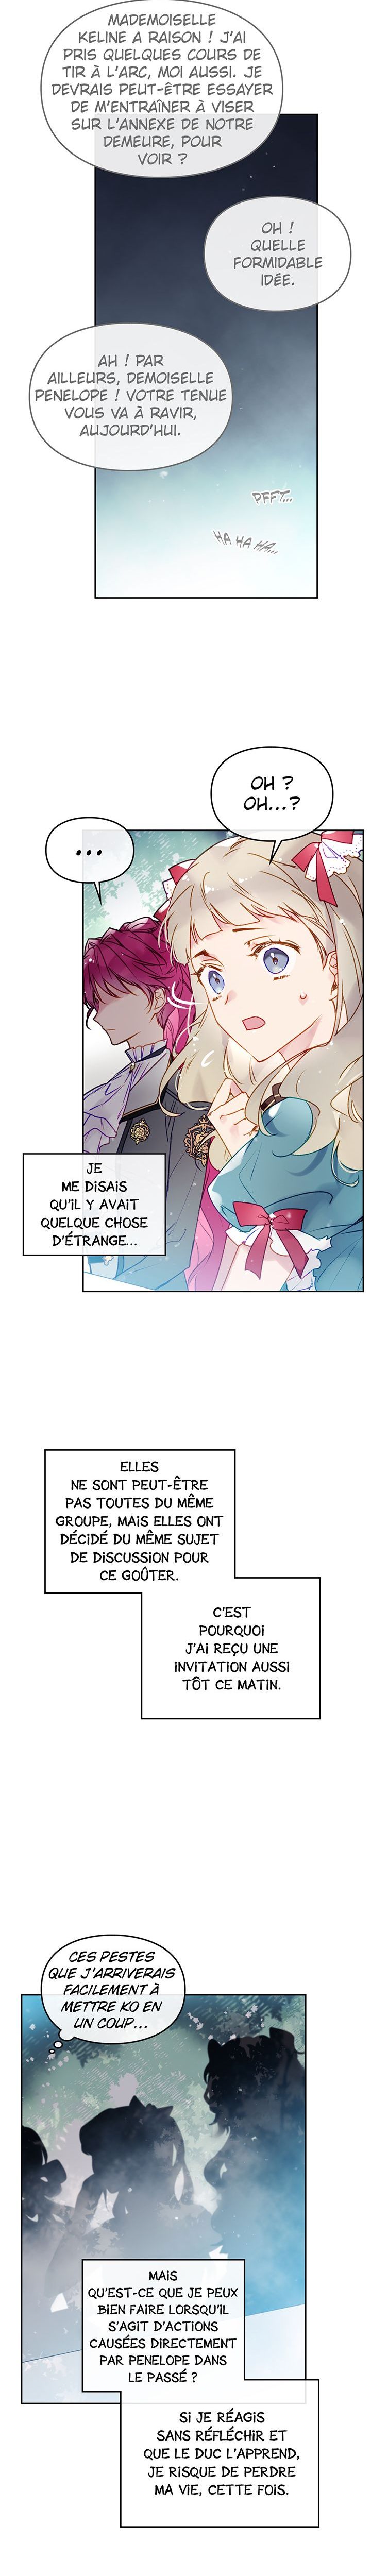 MADEMOISELLE
KELINE A RAISON ! J'AI
PRIS QUELQUES COURS DE
TIR À L'ARC, MOI AUSSI. JE
DEVRAIS PEUT-ÊTRE ESSAYER
DE M'ENTRAÎNER À VISER
SUR L'ANNEXE DE NOTRE
DEMEURE, POUR
VOIR ?
OH !
QUELLE
FORMIDABLE
IDÉE.
AH ! PAR
AILLEURS, DEMOISELLE
PENELOPE ! VOTRE TENUE
VOUS VA À RAVIR,
AUJOURD'HUI.
PFFT...
HA HA HA...
OH ?
OH...?
...
JE
ME DISAIS
QU'IL Y AVAIT
QUELQUE CHOSE
D'ÉTRANGE...
ELLES
NE SONT PEUT-ÊTRE
PAS TOUTES DU MÊME
GROUPE, MAIS ELLES ONT
DÉCIDÉ DU MÊME SUJET
DE DISCUSSION POUR
CE GOÛTER.
C'EST
POURQUOI
J'AI REÇU UNE
INVITATION AUSSI
TÔT CE MATIN.
CES PESTES
QUE J'ARRIVERAIS
FACILEMENT À
METTRE KO EN
UN COUP...
MAIS
QU'EST-CE QUE JE PEUX
BIEN FAIRE LORSQU'IL
S'AGIT D'ACTIONS
CAUSÉES DIRECTEMENT
PAR PENELOPE DANS
LE PASSÉ ?
SI JE RÉAGIS
SANS RÉFLÉCHIR ET
QUE LE DUC L'APPREND,
JE RISQUE DE PERDRE
MA VIE, CETTE FOIS.